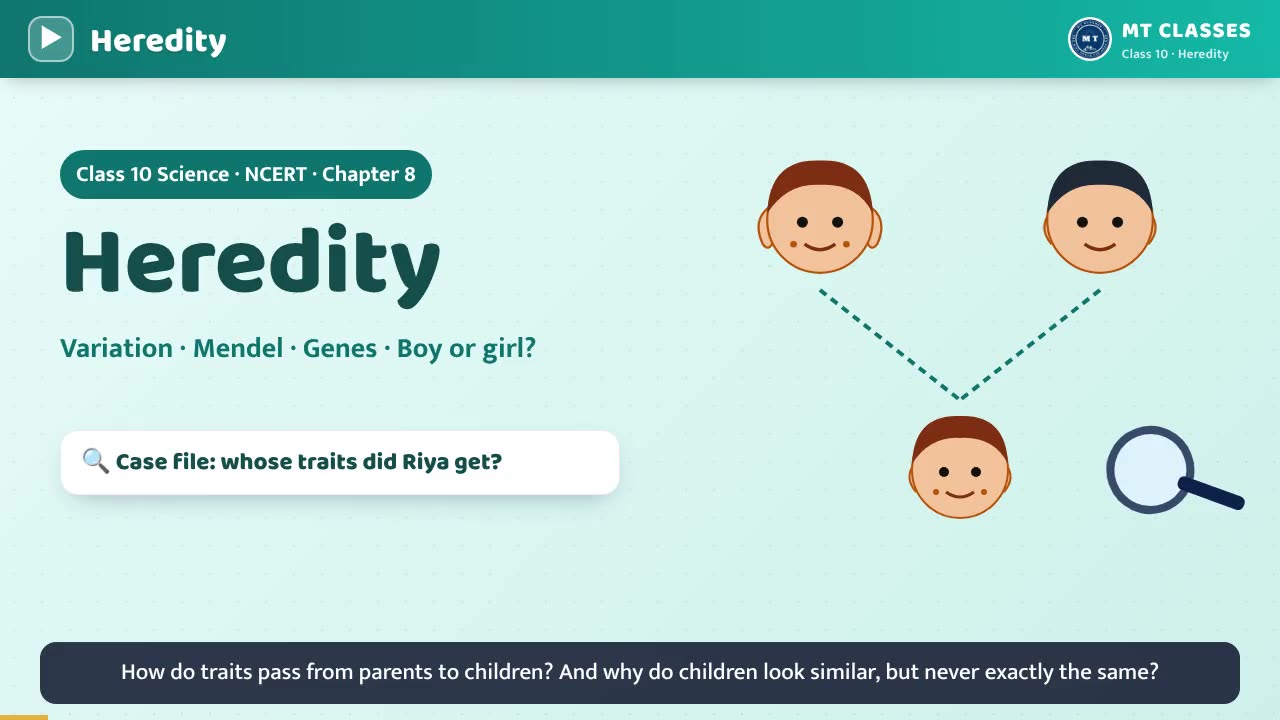 Heredity
MT
MT CLASSES
Class 10 · Heredity
Class 10 Science · NCERT · Chapter 8
Heredity
Variation · Mendel · Genes · Boy or girl?
🔍 Case file: whose traits did Riya get?
How do traits pass from parents to children? And why do children look similar, but never exactly the same?